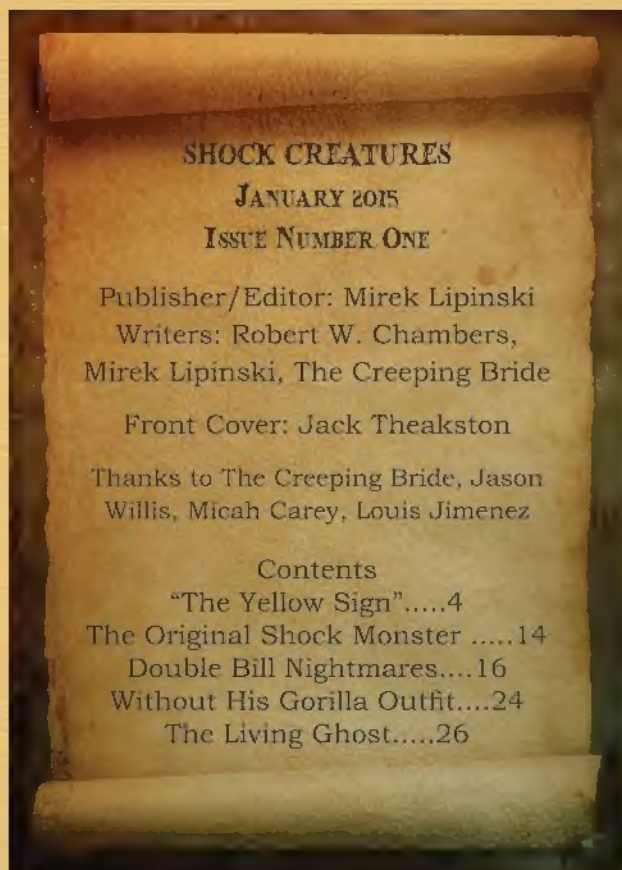 SHOCK CREATURES
JANUARY 2015
ISSUE NUMBER ONE
Publisher/Editor: Mirek Lipinski
Writers: Robert W. Chambers,
Mirek Lipinski, The Creeping Bride
Front Cover: Jack Theakston
Thanks to The Creeping Bride, Jason
Willis, Micah Carey, Louis Jimenez
Contents
“The Yellow Sign”.....4
The Original Shock Monster .....14
Double Bill Nightmares....16
Without His Gorilla Outfit....24
The Living Ghost.....26